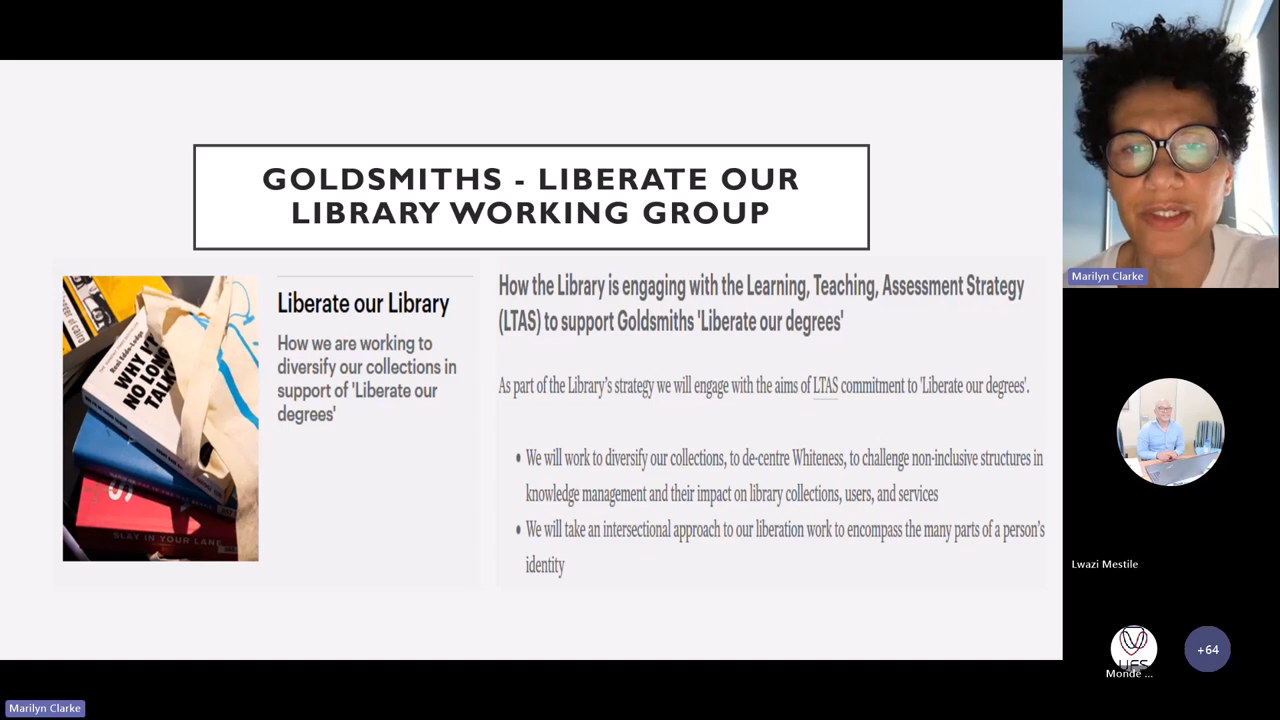 GOLDSMITHS - LIBERATE OUR
LIBRARY WORKING GROUP
Liberate our Library
How we are working to
diversify our collections in
support of 'Liberate our
degrees'
WHY I'M
NO LON
TALK
SLAY IN YOUR LANE
How the Library is engaging with the Learning, Teaching, Assessment Strategy
(LTAS) to support Goldsmiths 'Liberate our degrees'
As part of the Library's strategy we will engage with the aims of LTAS commitment to 'Liberate our degrees'.
• We will work to diversify our collections, to de-centre Whiteness, to challenge non-inclusive structures in
knowledge management and their impact on library collections, users, and services
• We will take an intersectional approach to our liberation work to encompass the many parts of a person's
identity
Marilyn Clarke
Lwazi Mestile
UFS
Monde ...
+64
Marilyn Clarke